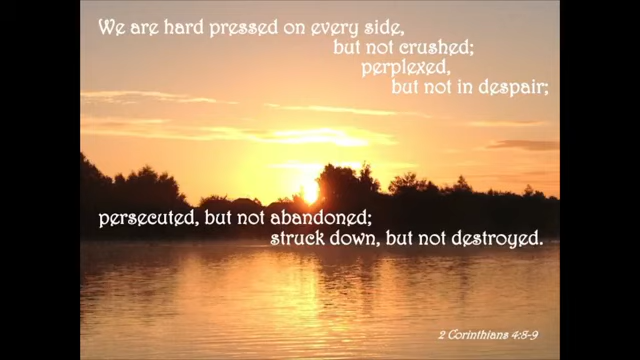 We are hard pressed on every side,
but not crushed;
perplexed,
but not in despair;
persecuted, but not abandoned;
struck down, but not destroyed.
2 Corinthians 4:8-9